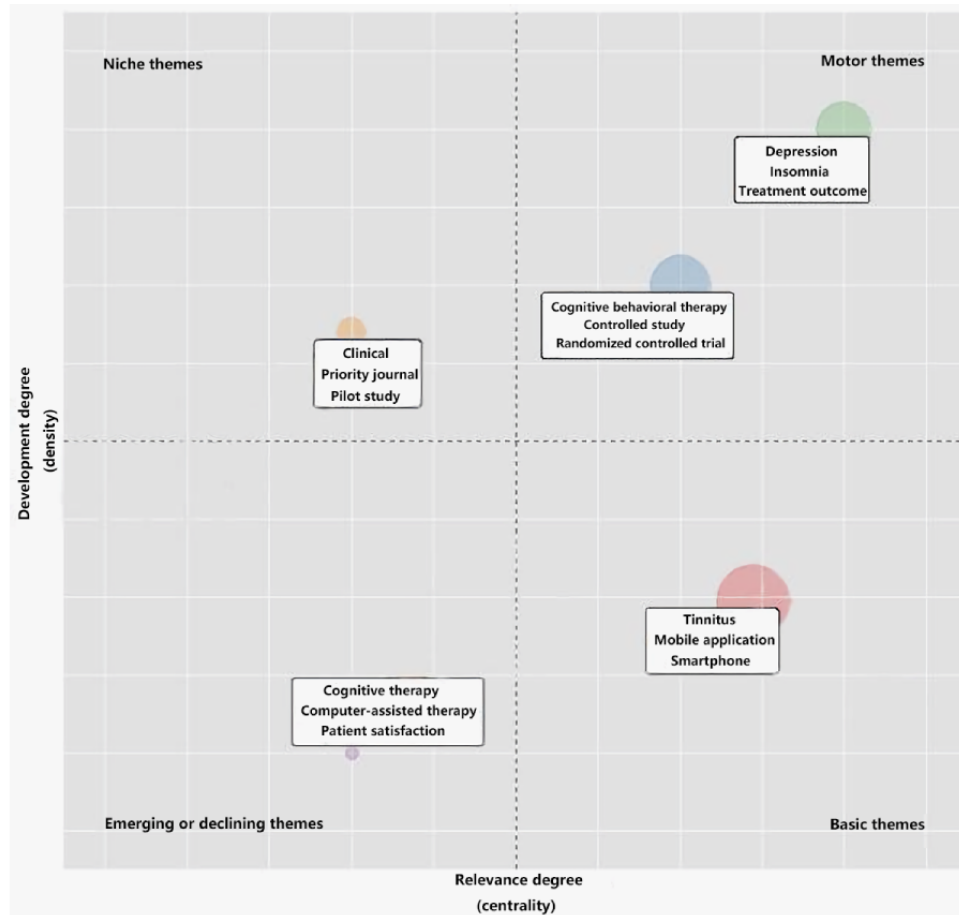 Niche themes
Motor themes
Depression
Insomnia
Treatment outcome
Cognitive behavioral therapy
Controlled study
Randomized controlled trial
Clinical
Priority journal
Pilot study
Development degree
(density)
Tinnitus
Mobile application
Smartphone
Cognitive therapy
Computer-assisted therapy
Patient satisfaction
Emerging or declining themes
Basic themes
Relevance degree
(centrality)